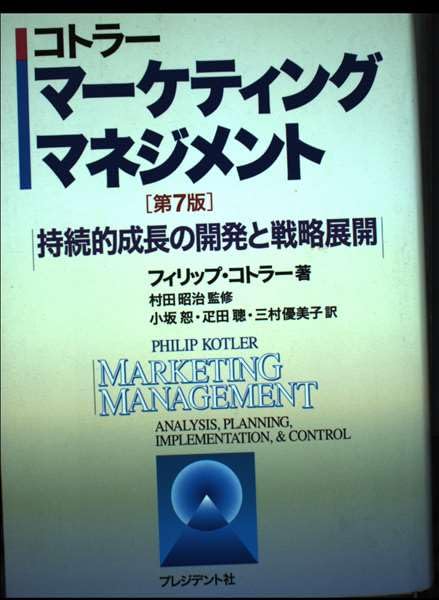 コトラー
マーケティング
マネジメント
[第7版]
持続的成長の開発と戦略展開
フィリップ・コトラー著
村田昭治監修
小坂 恕・疋田 聰・三村優美子訳
PHILIP KOTLER
MARKETING
MANAGEMENT
ANALYSIS, PLANNING,
IMPLEMENTATION, & CONTROL
プレジデント社